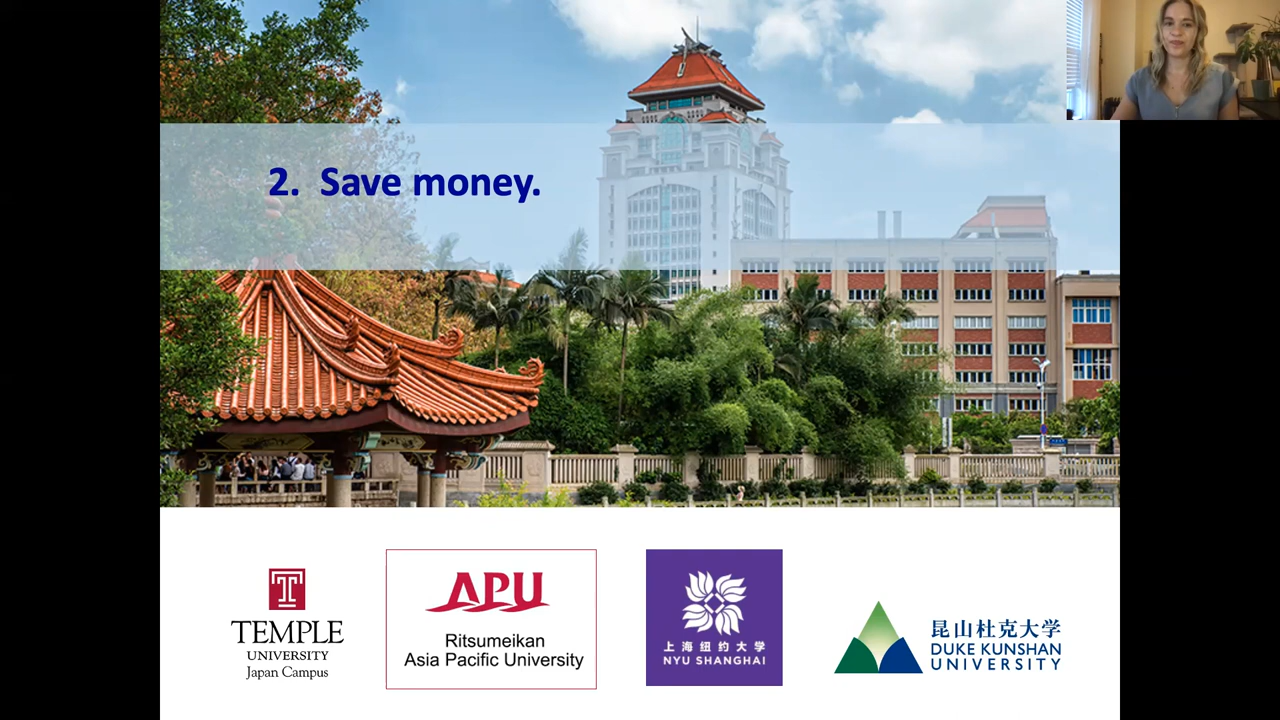 2. Save money.
TEMPLE
UNIVERSITY
Japan Campus
APU
Ritsumeikan
Asia Pacific University
上海纽约大学
NYU SHANGHAI
昆山杜克大学
DUKE KUNSHAN
UNIVERSITY